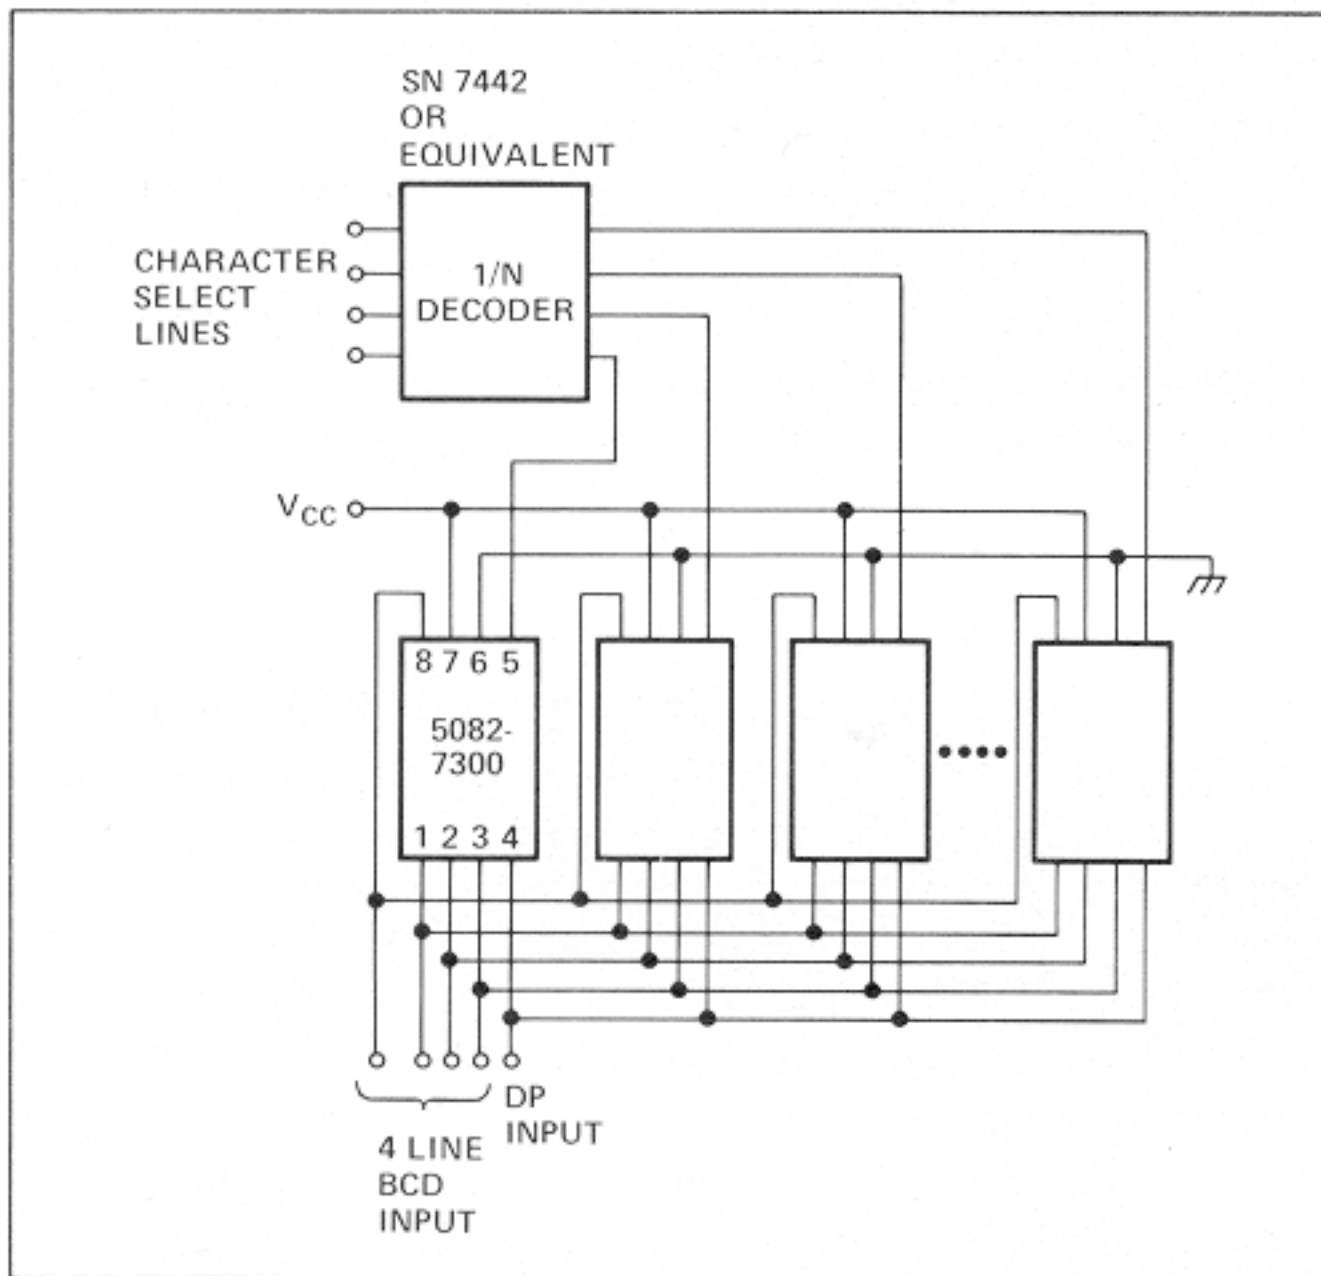 SN 7442
OR
EQUIVALENT
CHARACTER
SELECT
LINES
1/N
DECODER
VCC
8 7 6 5
5082-
7300
1 2 3 4
DP
INPUT
4 LINE
BCD
INPUT